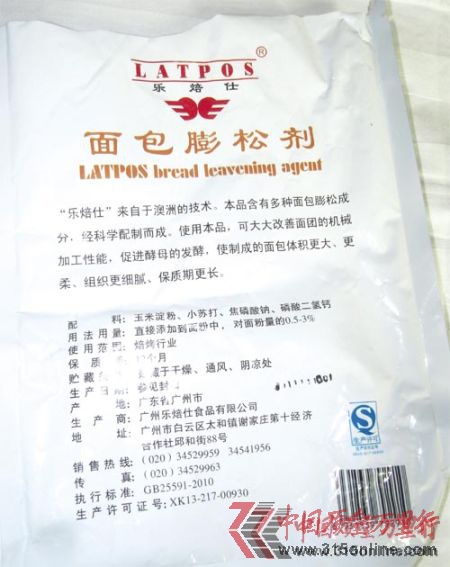 LATPOS®
乐焙仕
面包膨松剂
LATPOS bread leavening agent
“乐焙仕”来自于澳洲的技术。本品含有多种面包膨松成
分，经科学配制而成。使用本品，可大大改善面团的机械
加工性能，促进酵母的发酵，使制成的面包体积更大、更
柔、组织更细腻、保质期更长。
配 料：玉米淀粉、小苏打、焦磷酸钠、磷酸二氢钙
用法用量：直接添加到面粉中，对面粉量的0.5-3%
使用范围：焙烤行业
保 质 个月
贮藏 于干燥、通风、阴凉处
生产日期：参见封
产 地：广东省广州市
生 产 商：广州乐焙仕食品有限公司
地 址：广州市白云区太和镇谢家庄第十经济
合作社邱和街88号
销售热线：(020) 34529959 34541956
传 真：(020) 34529963
执行标准：GB25591-2010
生产许可证号：XK13-217-00930
生产许可
中国质量万里行
www.315online.com